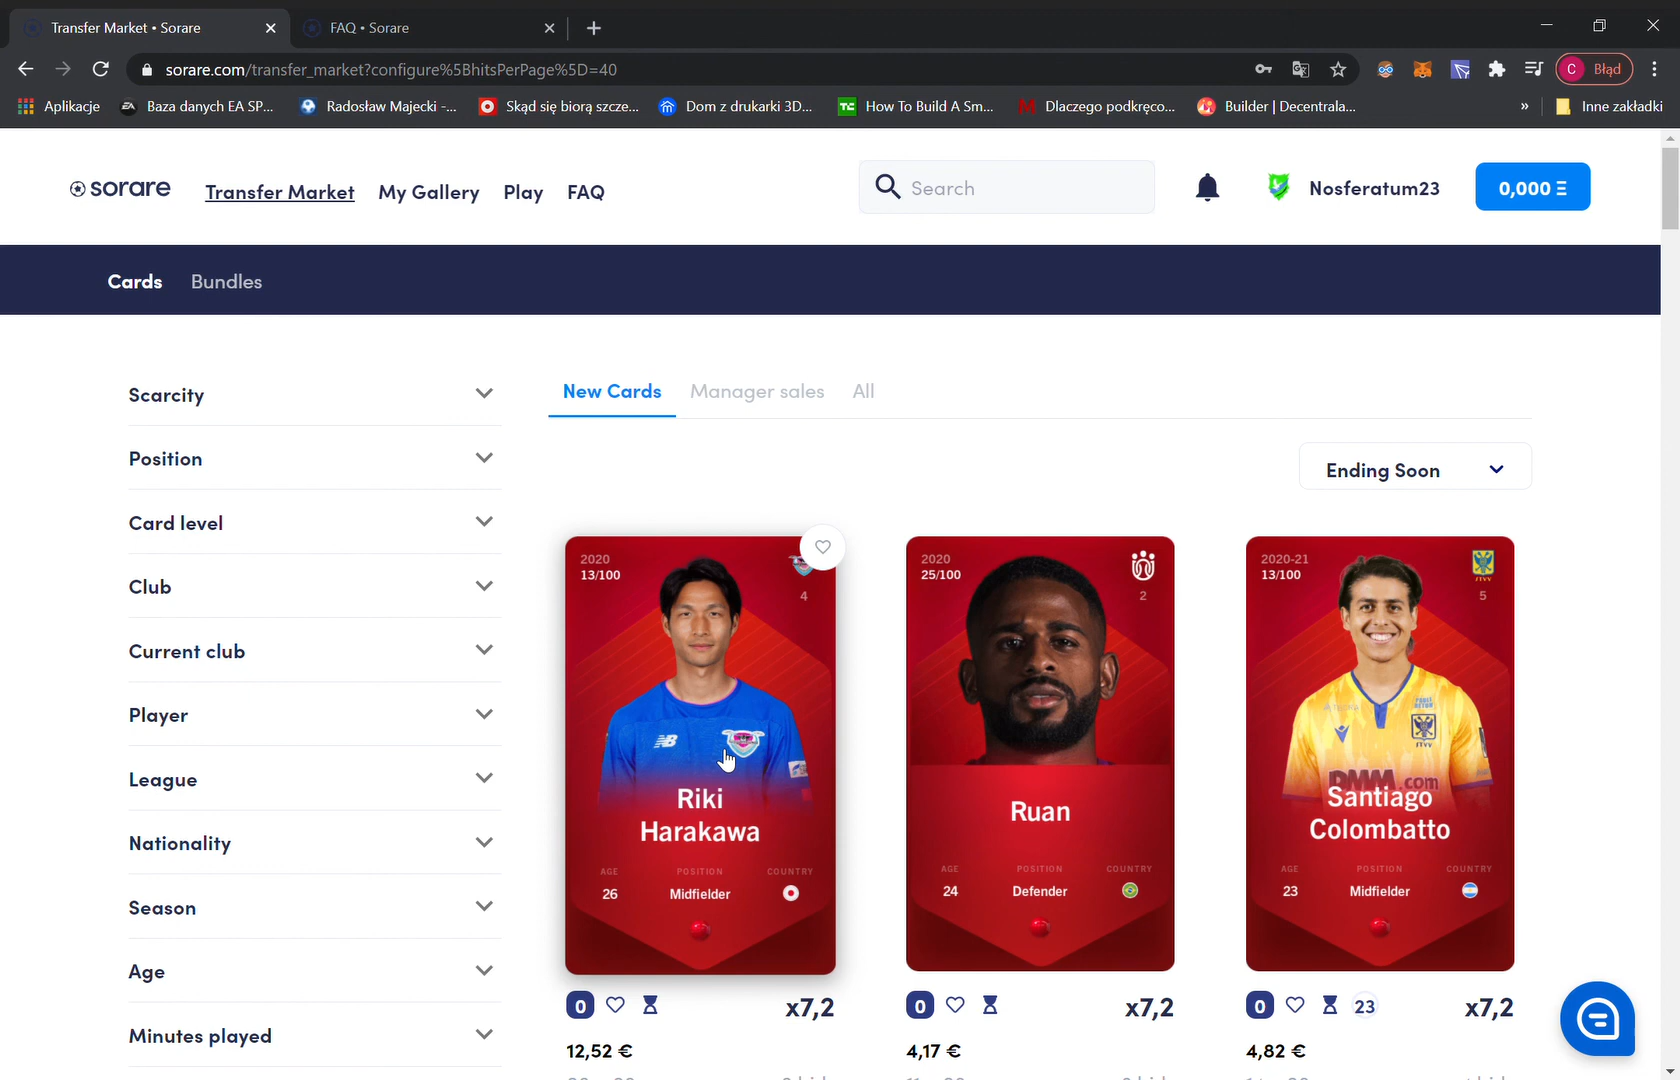 Transfer Market • Sorare
FAQ • Sorare
sorare.com/transfer_market?configure%5BhitsPerPage%5D=40
C Błąd
Aplikacje
Baza danych EA SP...
Radosław Majecki -...
Skąd się biorą szcze...
Dom z drukarki 3D...
TC How To Build A Sm...
Dlaczego podkręco...
Builder | Decentrala...
»
Inne zakładki
sorare
Transfer Market
My Gallery
Play
FAQ
Search
Nosferatum23
0,000 Ξ
Cards
Bundles
Scarcity
Position
Card level
Club
Current club
Player
League
Nationality
Season
Age
Minutes played
New Cards
Manager sales
All
Ending Soon
2020
13/100
4
Riki
Harakawa
AGE POSITION COUNTRY
26 Midfielder
0
x7,2
12,52 €
2020
25/100
2
Ruan
AGE POSITION COUNTRY
24 Defender
0
x7,2
4,17 €
2020-21
13/100
STVV
5
STVV
DMM.com
Santiago
Colombatto
AGE POSITION COUNTRY
23 Midfielder
0
23
x7,2
4,82 €